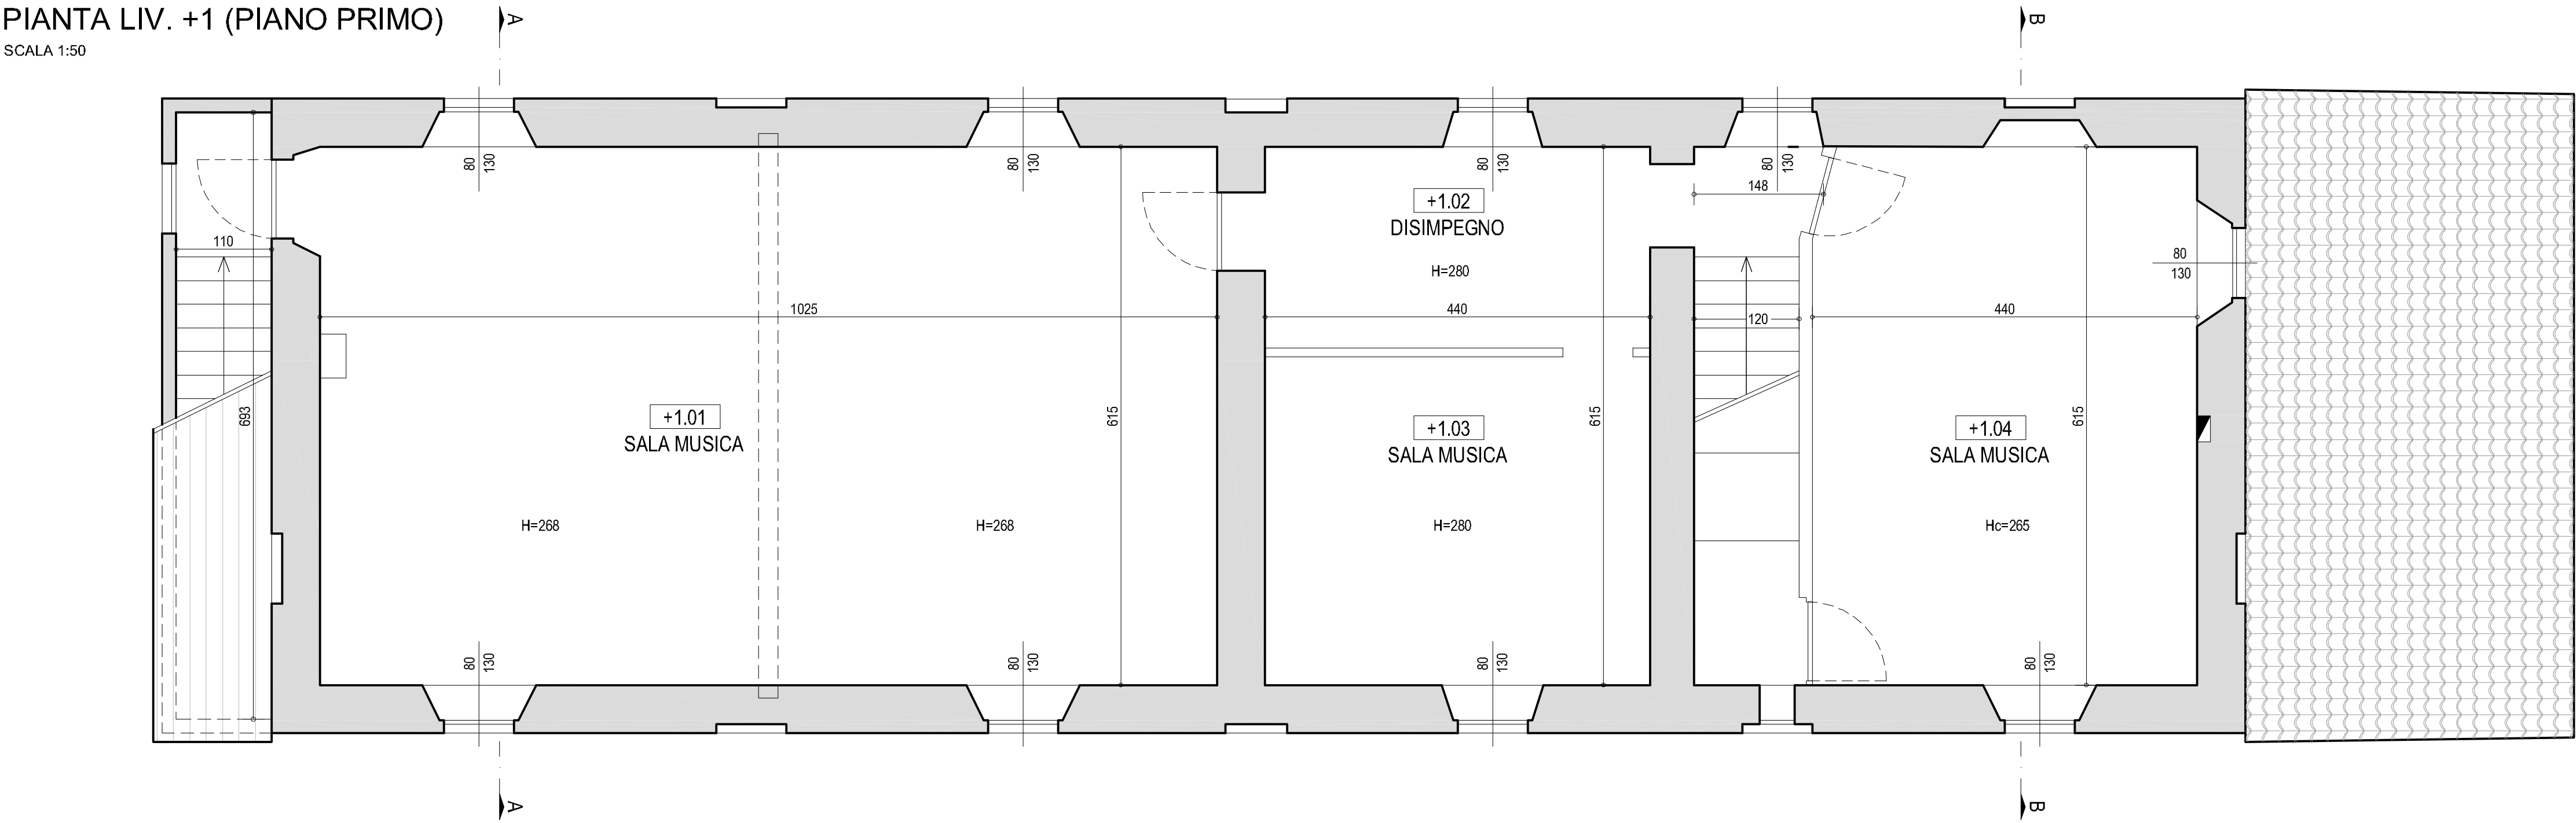 PIANTA LIV. +1 (PIANO PRIMO)
SCALA 1:50
A
B
80
130
80
130
80
130
80
130
148
+1.02
DISIMPEGNO
H=280
110
80
130
1025
440
120
440
693
615
615
615
+1.01
SALA MUSICA
+1.03
SALA MUSICA
+1.04
SALA MUSICA
H=268
H=268
H=280
Hc=265
80
130
80
130
80
130
80
130
A
B